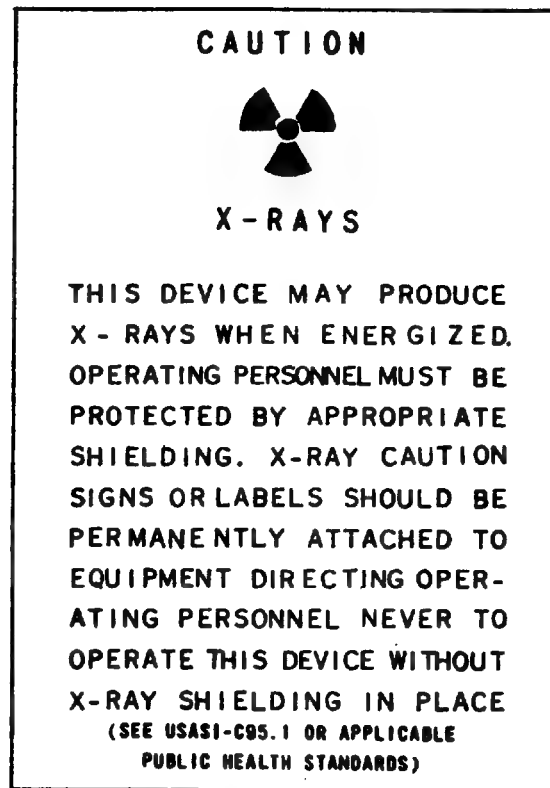 CAUTION
X-RAYS
THIS DEVICE MAY PRODUCE
X-RAYS WHEN ENERGIZED.
OPERATING PERSONNEL MUST BE
PROTECTED BY APPROPRIATE
SHIELDING. X-RAY CAUTION
SIGNS OR LABELS SHOULD BE
PERMANENTLY ATTACHED TO
EQUIPMENT DIRECTING OPER-
ATING PERSONNEL NEVER TO
OPERATE THIS DEVICE WITHOUT
X-RAY SHIELDING IN PLACE
(SEE USASI-C95.1 OR APPLICABLE
PUBLIC HEALTH STANDARDS)